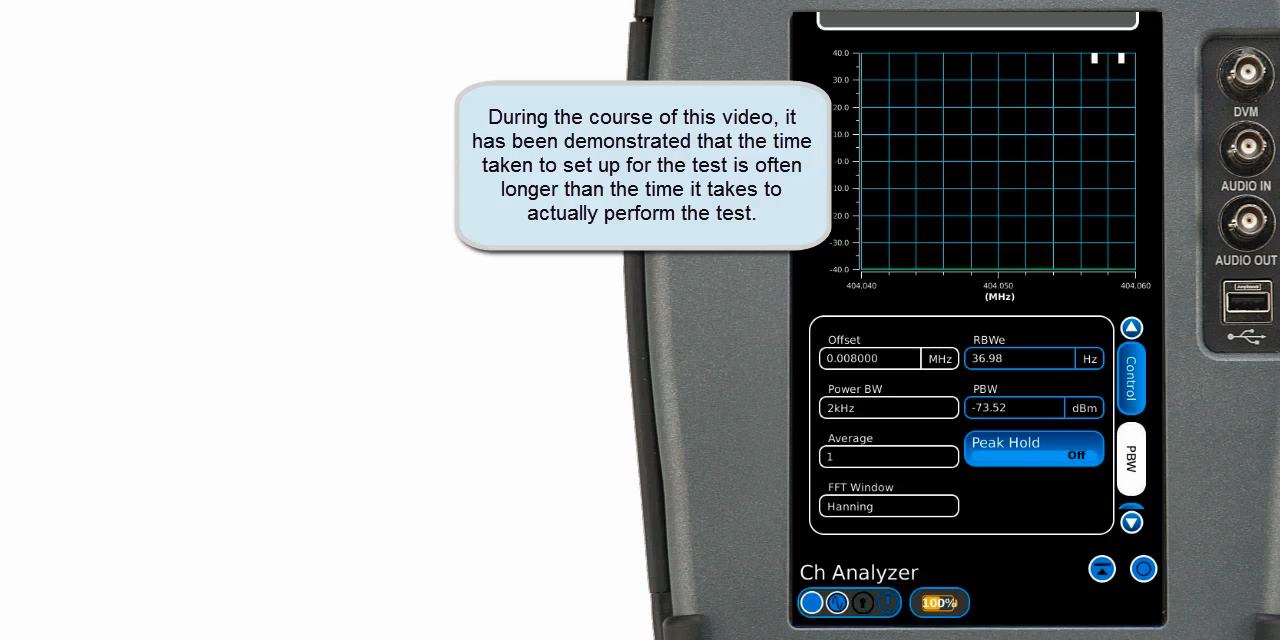 During the course of this video, it
has been demonstrated that the time
taken to set up for the test is often
longer than the time it takes to
actually perform the test.
40.0
30.0
20.0
10.0
-0.0
10.0
-20.0
-30.0
-40.0
404.040
404.050
404.060
(MHz)
Offset
0.008000 MHz
RBWe
36.98 Hz
Power BW
2kHz
PBW
-73.52 dBm
Average
1
Peak Hold
Off
FFT Window
Hanning
Control
PBW
Ch Analyzer
100%
DVM
AUDIO IN
AUDIO OUT